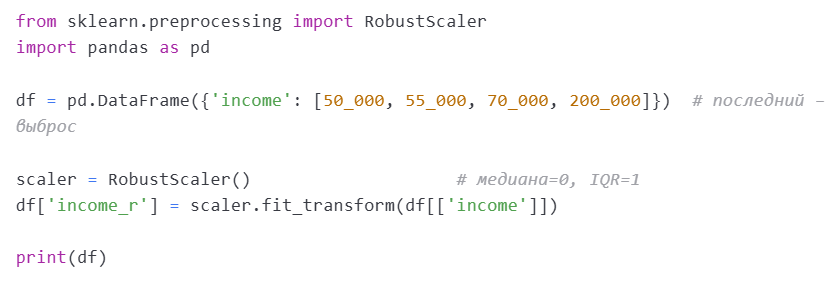 from sklearn.preprocessing import RobustScaler
import pandas as pd
df = pd.DataFrame({'income': [50_000, 55_000, 70_000, 200_000]})  # последний –
выброс
scaler = RobustScaler()                  # медиана=0, IQR=1
df['income_r'] = scaler.fit_transform(df[['income']])
print(df)